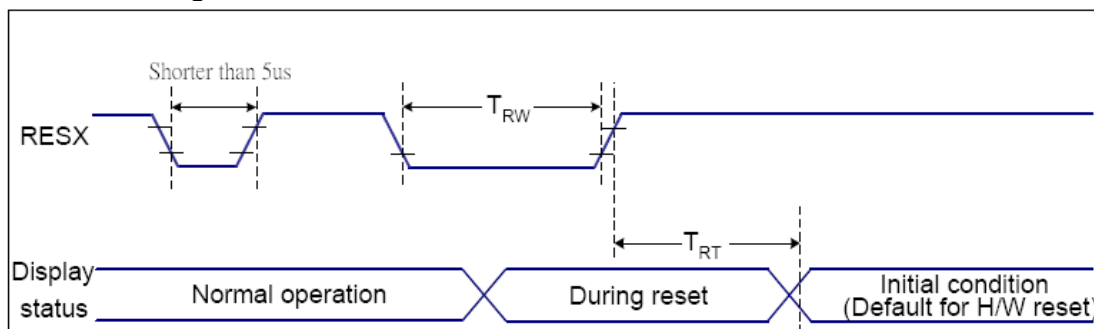 Shorter than 5us
RESX
TRW
TRT
Display
status
Normal operation
During reset
Initial condition
(Default for H/W reset)